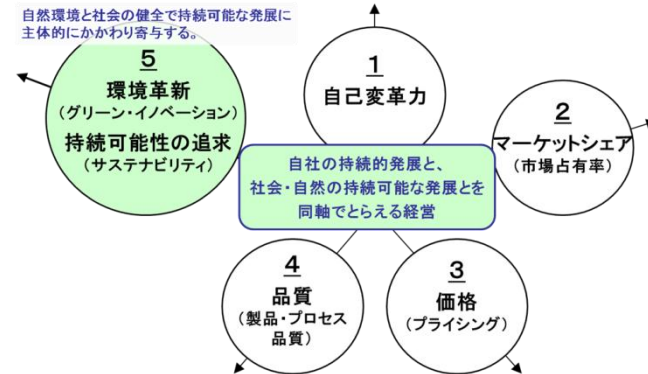 自然環境と社会の健全で持続可能な発展に
主体的にかかわり寄与する。
5
環境革新
(グリーン・イノベーション)
持続可能性の追求
(サステナビリティ)
1
自己変革力
2
マーケットシェア
(市場占有率)
自社の持続的発展と、
社会・自然の持続可能な発展とを
同軸でとらえる経営
4
品質
(製品・プロセス
品質)
3
価格
(プライシング)